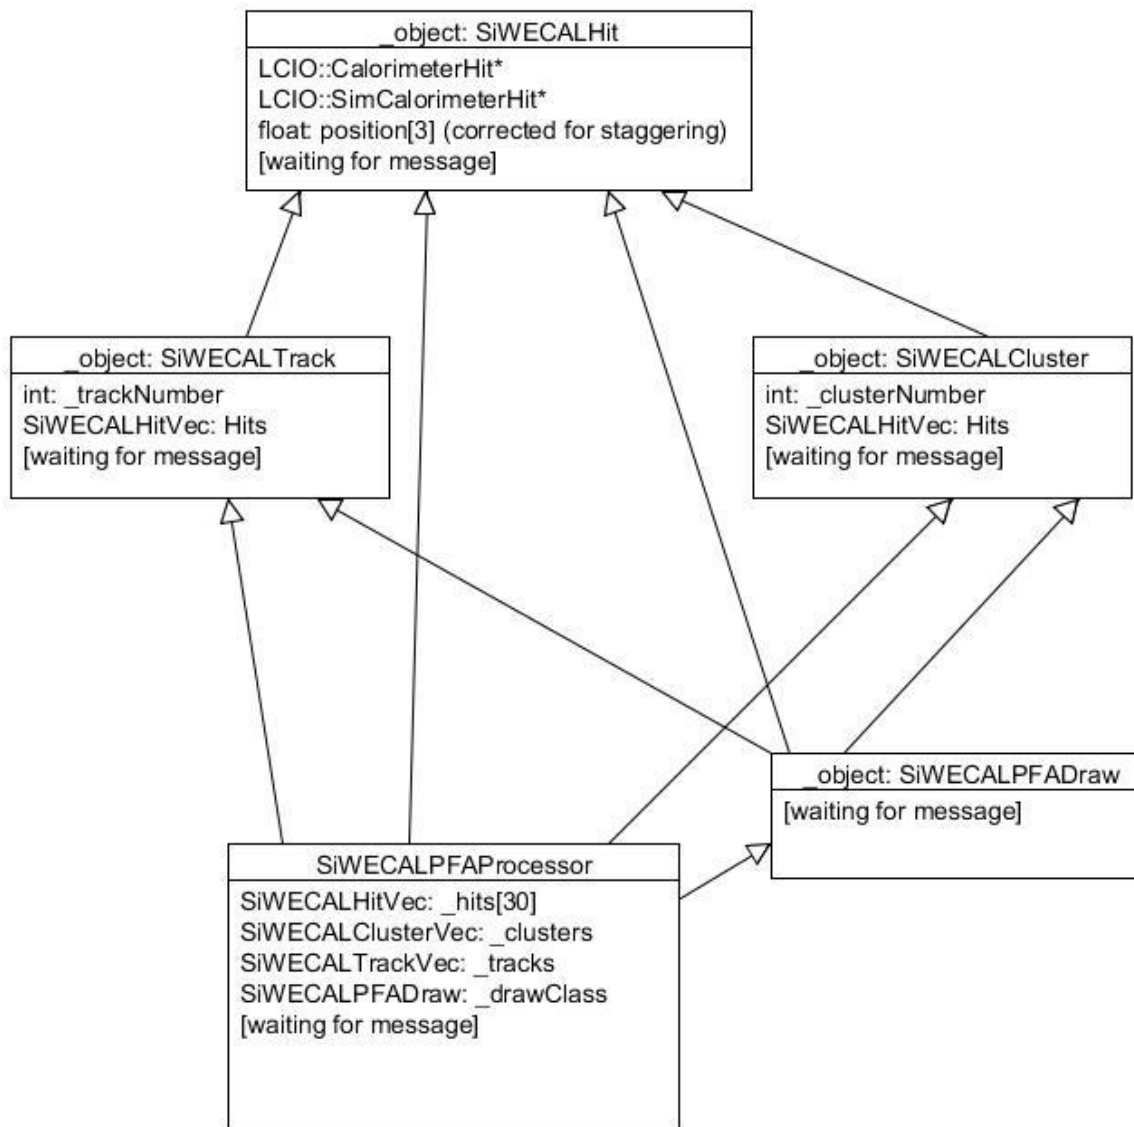 _object: SiWECALHit
LCIO::CalorimeterHit*
LCIO::SimCalorimeterHit*
float: position[3] (corrected for staggering)
[waiting for message]
_object: SiWECALTrack
int: _trackNumber
SiWECALHitVec: Hits
[waiting for message]
_object: SiWECALCluster
int: _clusterNumber
SiWECALHitVec: Hits
[waiting for message]
_object: SiWECALPFADraw
[waiting for message]
SiWECALPFAProcessor
SiWECALHitVec: _hits[30]
SiWECALClusterVec: _clusters
SiWECALTrackVec: _tracks
SiWECALPFADraw: _drawClass
[waiting for message]